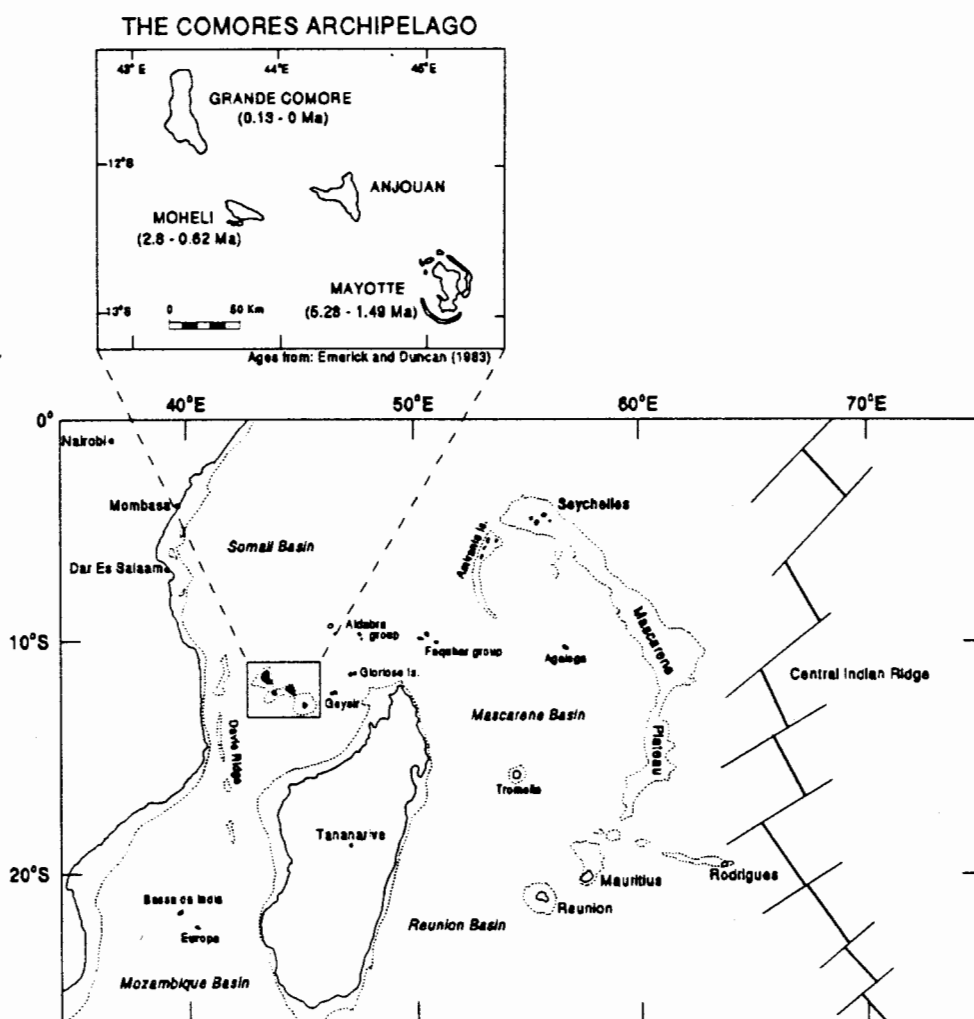 THE COMORES ARCHIPELAGO
43° E
44° E
45° E
GRANDE COMORE
(0.13 - 0 Ma)
12°S
ANJOUAN
MOHELI
(2.8 - 0.62 Ma)
MAYOTTE
(5.28 - 1.49 Ma)
0
50 Km
13°S
Ages from: Emerick and Duncan (1983)
40°E
50°E
60°E
70°E
0°
Nairobi
Mombasa
Seychelles
Somali Basin
Amirante Is.
Dar Es Salaam
Aldabra
group
10°S
Farquhar group
Agalega
Mascarene
Plateau
Central Indian Ridge
Gloriose Is.
Geysir
Mascarene Basin
Davie Ridge
Tromelin
Tananarive
20°S
Mauritius
Rodrigues
Bassa da India
Reunion
Reunion Basin
Europa
Mozambique Basin